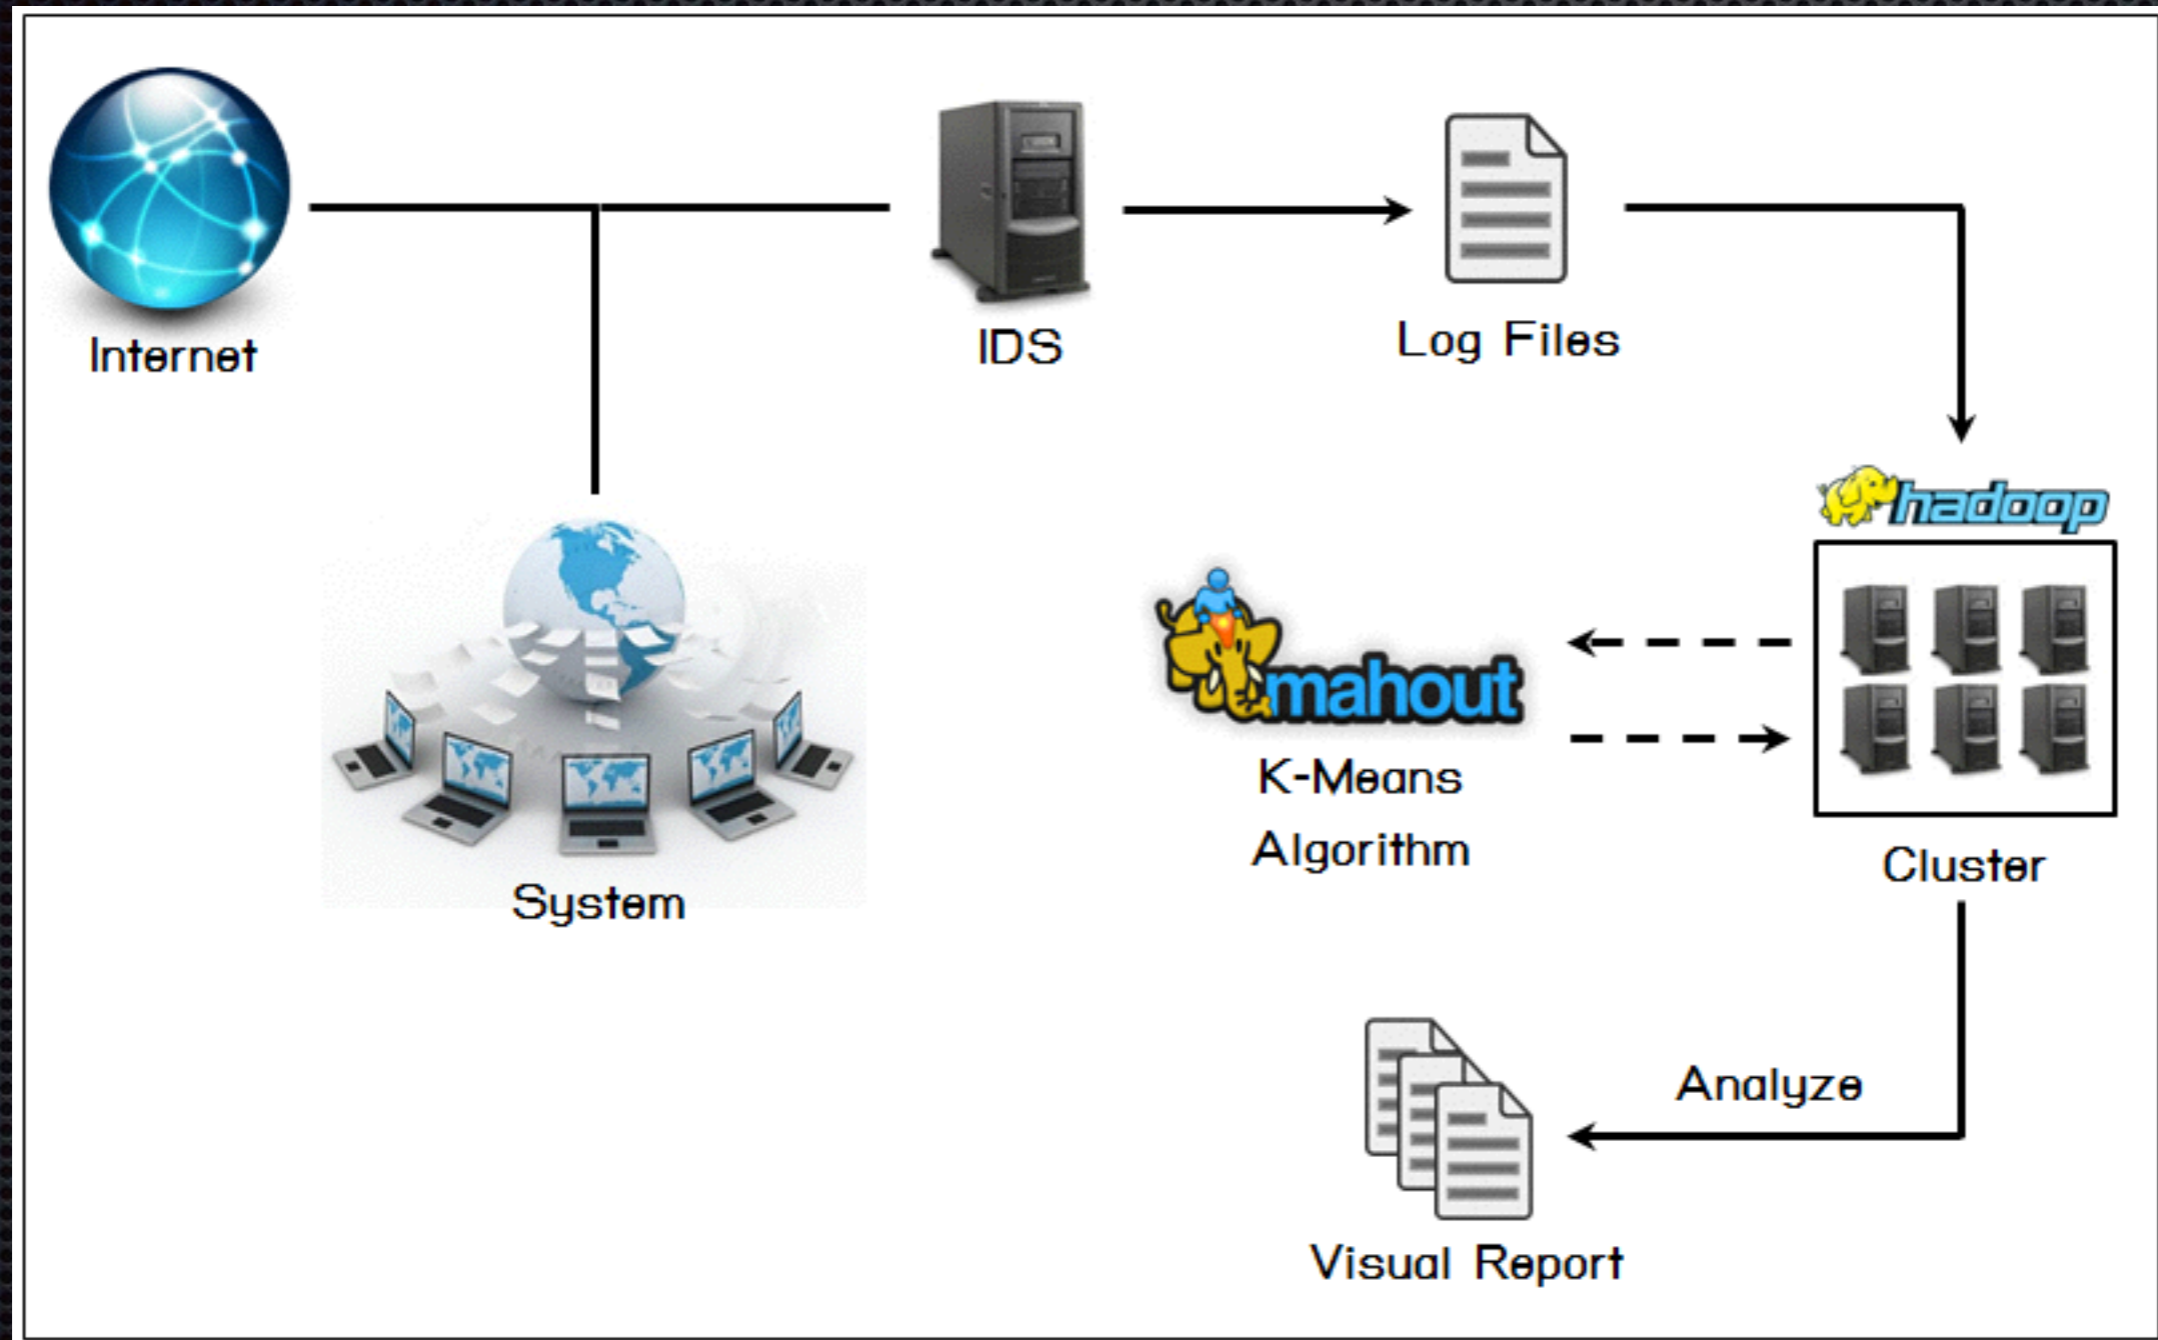 Internet
IDS
Log Files
hadoop
mahout
K-Means
Algorithm
Cluster
System
Analyze
Visual Report